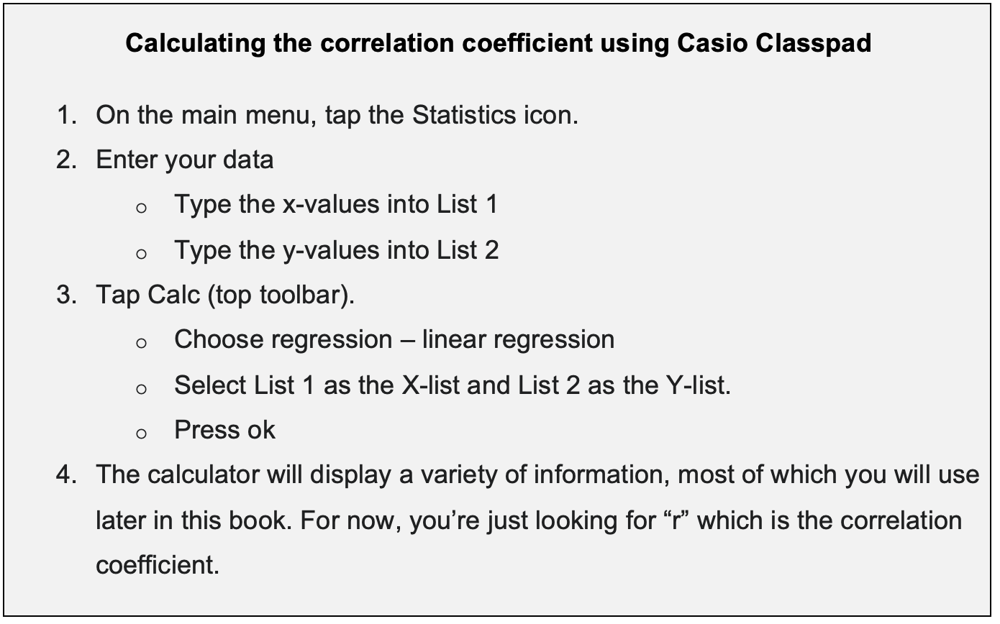 Calculating the correlation coefficient using Casio Classpad
1. On the main menu, tap the Statistics icon.
2. Enter your data
o Type the x-values into List 1
o Type the y-values into List 2
3. Tap Calc (top toolbar).
o Choose regression – linear regression
o Select List 1 as the X-list and List 2 as the Y-list.
o Press ok
4. The calculator will display a variety of information, most of which you will use
later in this book. For now, you’re just looking for “r” which is the correlation
coefficient.